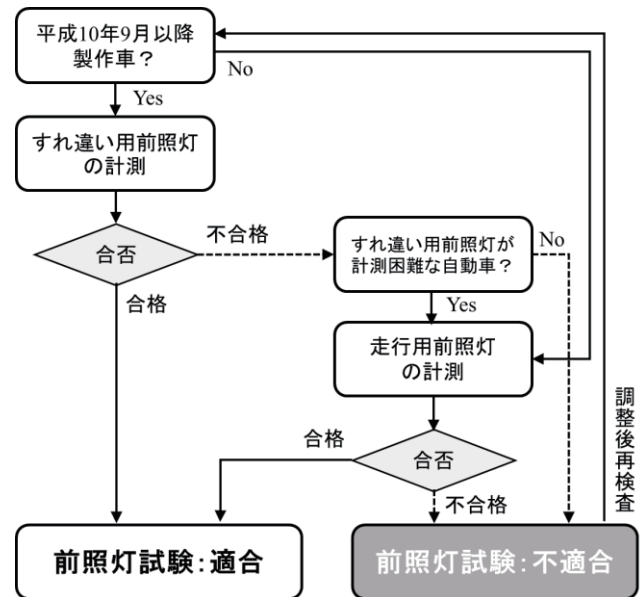 平成10年9月以降
製作車？
No
Yes
すれ違い用前照灯
の計測
合否
不合格
すれ違い用前照灯が
計測困難な自動車？
No
合格
Yes
走行用前照灯
の計測
合格
合否
不合格
調整後再検査
前照灯試験：適合
前照灯試験：不適合